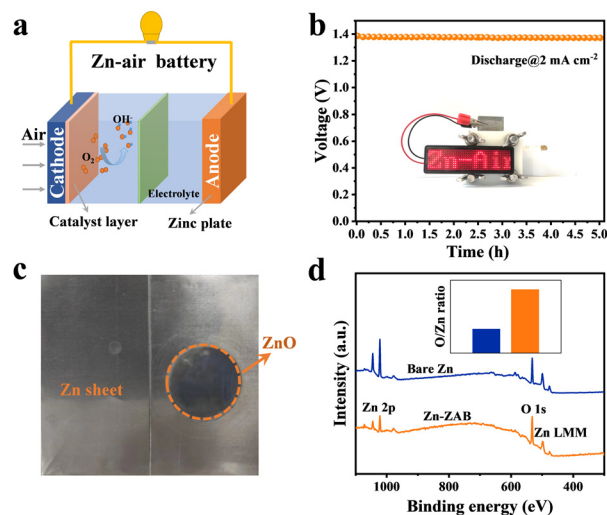 a
Zn-air battery
Air
Cathode
O₂
OH⁻
Electrolyte
Anode
Catalyst layer
Zinc plate
b
Voltage (V)
1.4
1.2
1.0
0.8
0.6
0.4
0.2
0.0
Discharge@2 mA cm⁻²
Zn-Ai
0.0 0.5 1.0 1.5 2.0 2.5 3.0 3.5 4.0 4.5 5.0
Time (h)
c
Zn sheet
ZnO
d
Intensity (a.u.)
O/Zn ratio
Bare Zn
Zn 2p
Zn-ZAB
O 1s
Zn LMM
1000 800 600 400
Binding energy (eV)